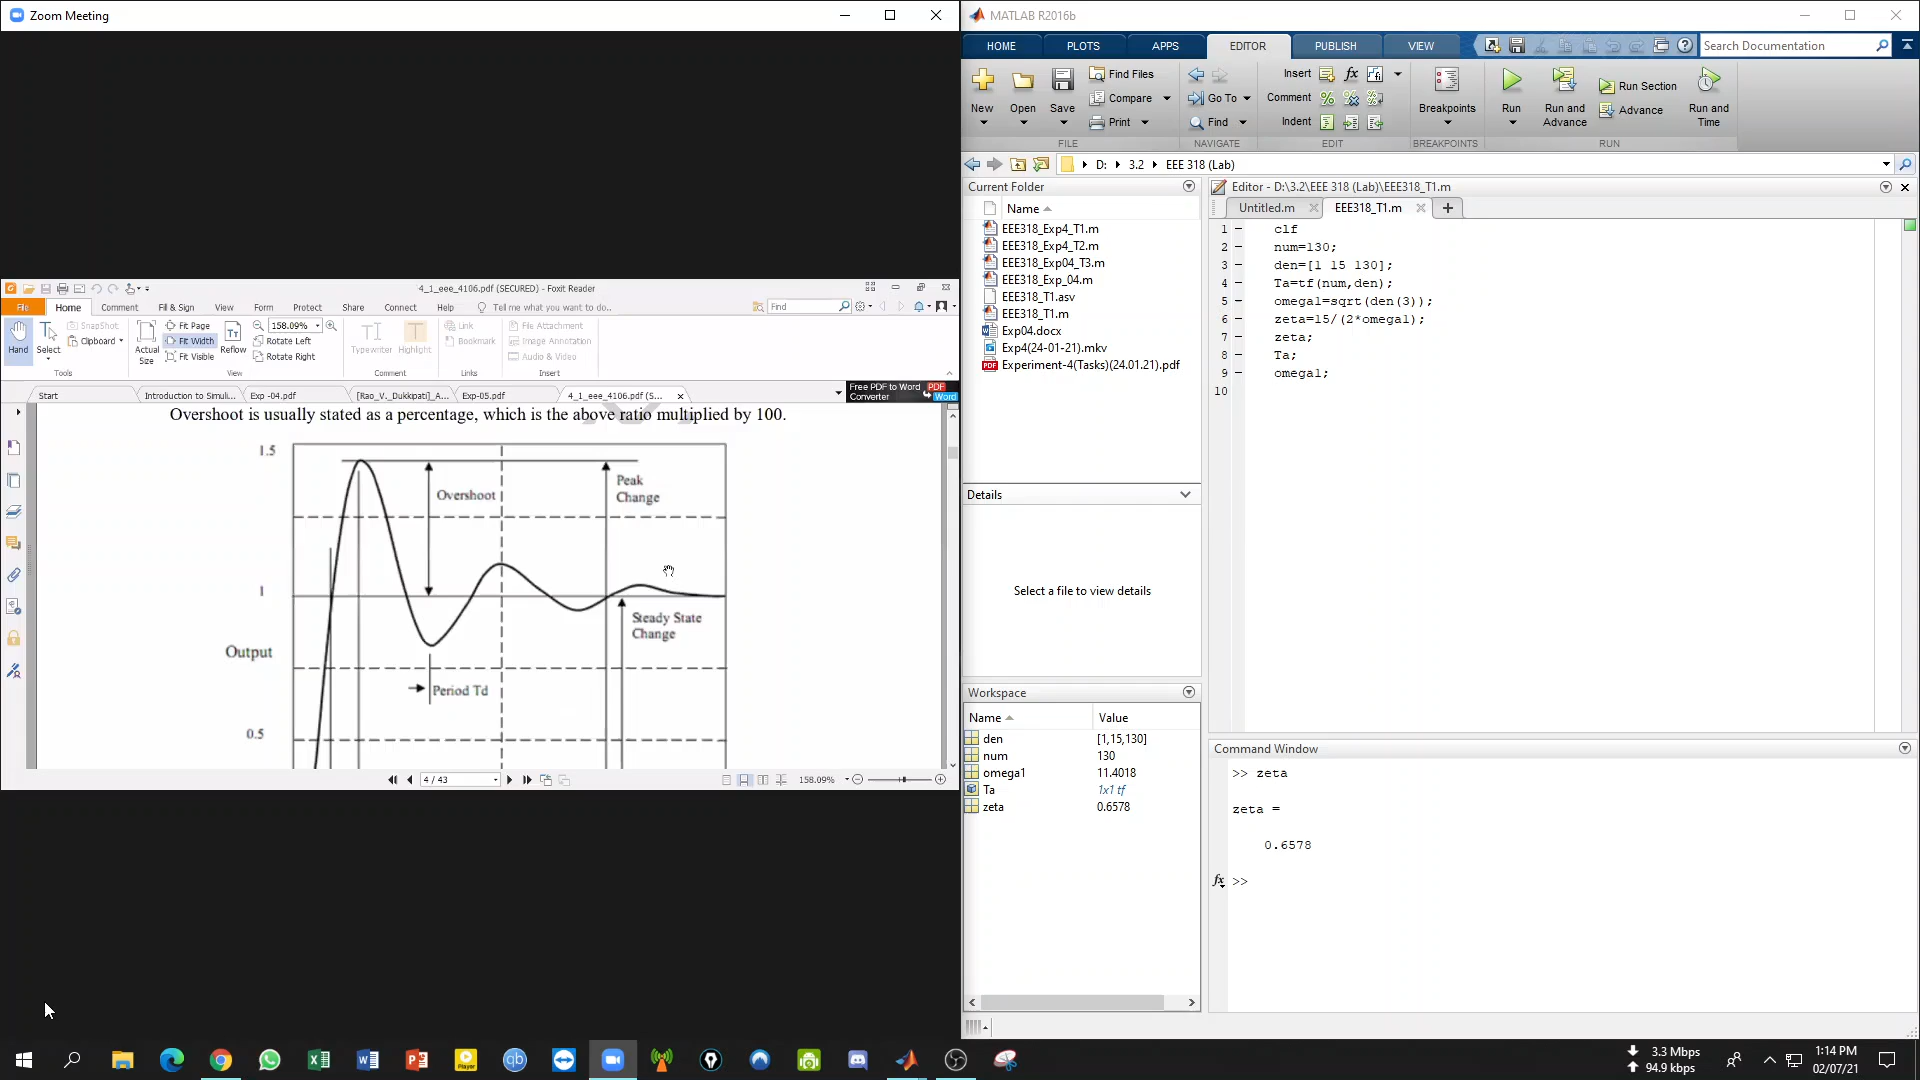 Zoom Meeting
4_1_eee_4106.pdf (SECURED) - Foxit Reader
File Home Comment Fill & Sign View Form Protect Share Connect Help Tell me what you want to do.. Find
Hand
Select
SnapShot
Clipboard
Actual Size
Fit Page
Fit Width
Fit Visible
Reflow
158.09%
Rotate Left
Rotate Right
Typewriter
Highlight
Link
Bookmark
File Attachment
Image Annotation
Audio & Video
Tools View Comment Links Insert
Start Introduction to Simuli... Exp -04.pdf [Rao_V._Dukkipati]_A... Exp-05.pdf 4_1_eee_4106.pdf (S...
Free PDF to Word Converter PDF Word
Overshoot is usually stated as a percentage, which is the above ratio multiplied by 100.
1.5
Peak
Change
Overshoot
1
Steady State
Change
Output
Period Td
0.5
4 / 43 158.09%
MATLAB R2016b
HOME PLOTS APPS EDITOR PUBLISH VIEW Search Documentation
New
Open
Save
Find Files
Compare
Print
Go To
Find
Insert
Comment
Indent
Breakpoints
Run
Run and Advance
Run Section
Advance
Run and Time
FILE NAVIGATE EDIT BREAKPOINTS RUN
D: 3.2 EEE 318 (Lab)
Current Folder
Name
EEE318_Exp4_T1.m
EEE318_Exp4_T2.m
EEE318_Exp04_T3.m
EEE318_Exp_04.m
EEE318_T1.asv
EEE318_T1.m
Exp04.docx
Exp4(24-01-21).mkv
Experiment-4(Tasks)(24.01.21).pdf
Details
Select a file to view details
Workspace
Name Value
den [1,15,130]
num 130
omega1 11.4018
Ta 1x1 tf
zeta 0.6578
Editor - D:\3.2\EEE 318 (Lab)\EEE318_T1.m
Untitled.m EEE318_T1.m
1 - clf
2 - num=130;
3 - den=[1 15 130];
4 - Ta=tf(num,den);
5 - omega1=sqrt(den(3));
6 - zeta=15/(2*omega1);
7 - zeta;
8 - Ta;
9 - omega1;
10
Command Window
>> zeta
zeta =
0.6578
fx >>
3.3 Mbps
94.9 kbps
1:14 PM
02/07/21